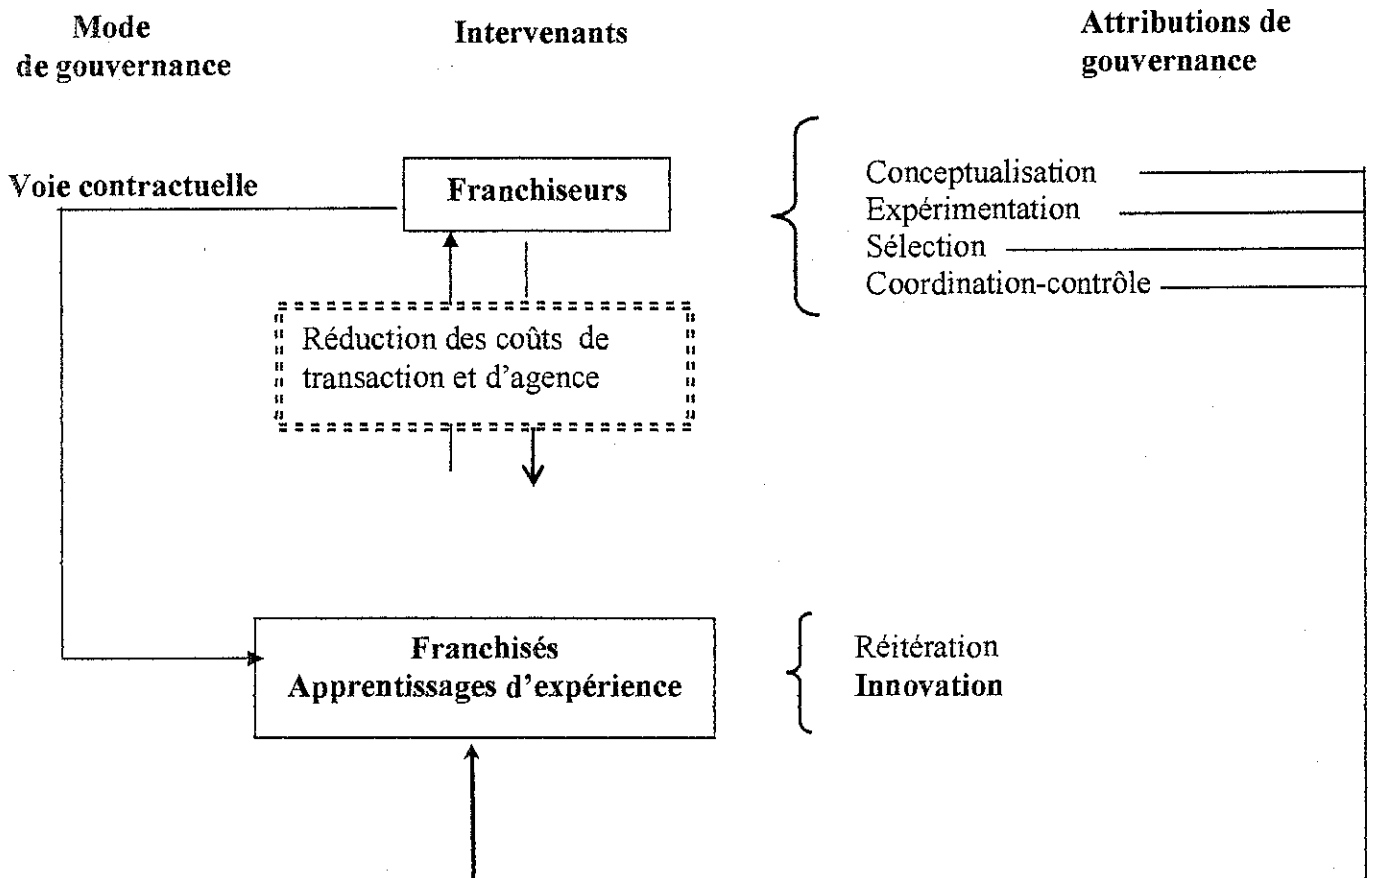 Mode
de gouvernance
Intervenants
Attributions de
gouvernance
Voie contractuelle
Franchiseurs
Conceptualisation
Expérimentation
Sélection
Coordination-contrôle
Réduction des coûts de
transaction et d'agence
Franchisés
Apprentissages d'expérience
Réitération
Innovation